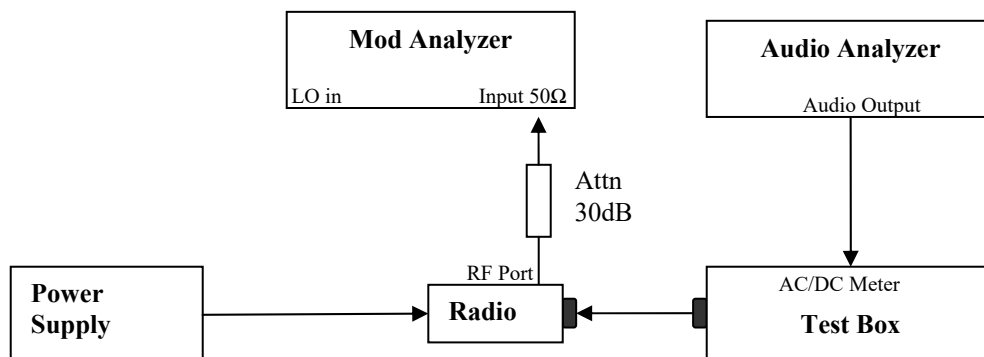 Mod Analyzer
LO in
Input 50Ω
Audio Analyzer
Audio Output
Attn
30dB
RF Port
Power
Supply
Radio
AC/DC Meter
Test Box